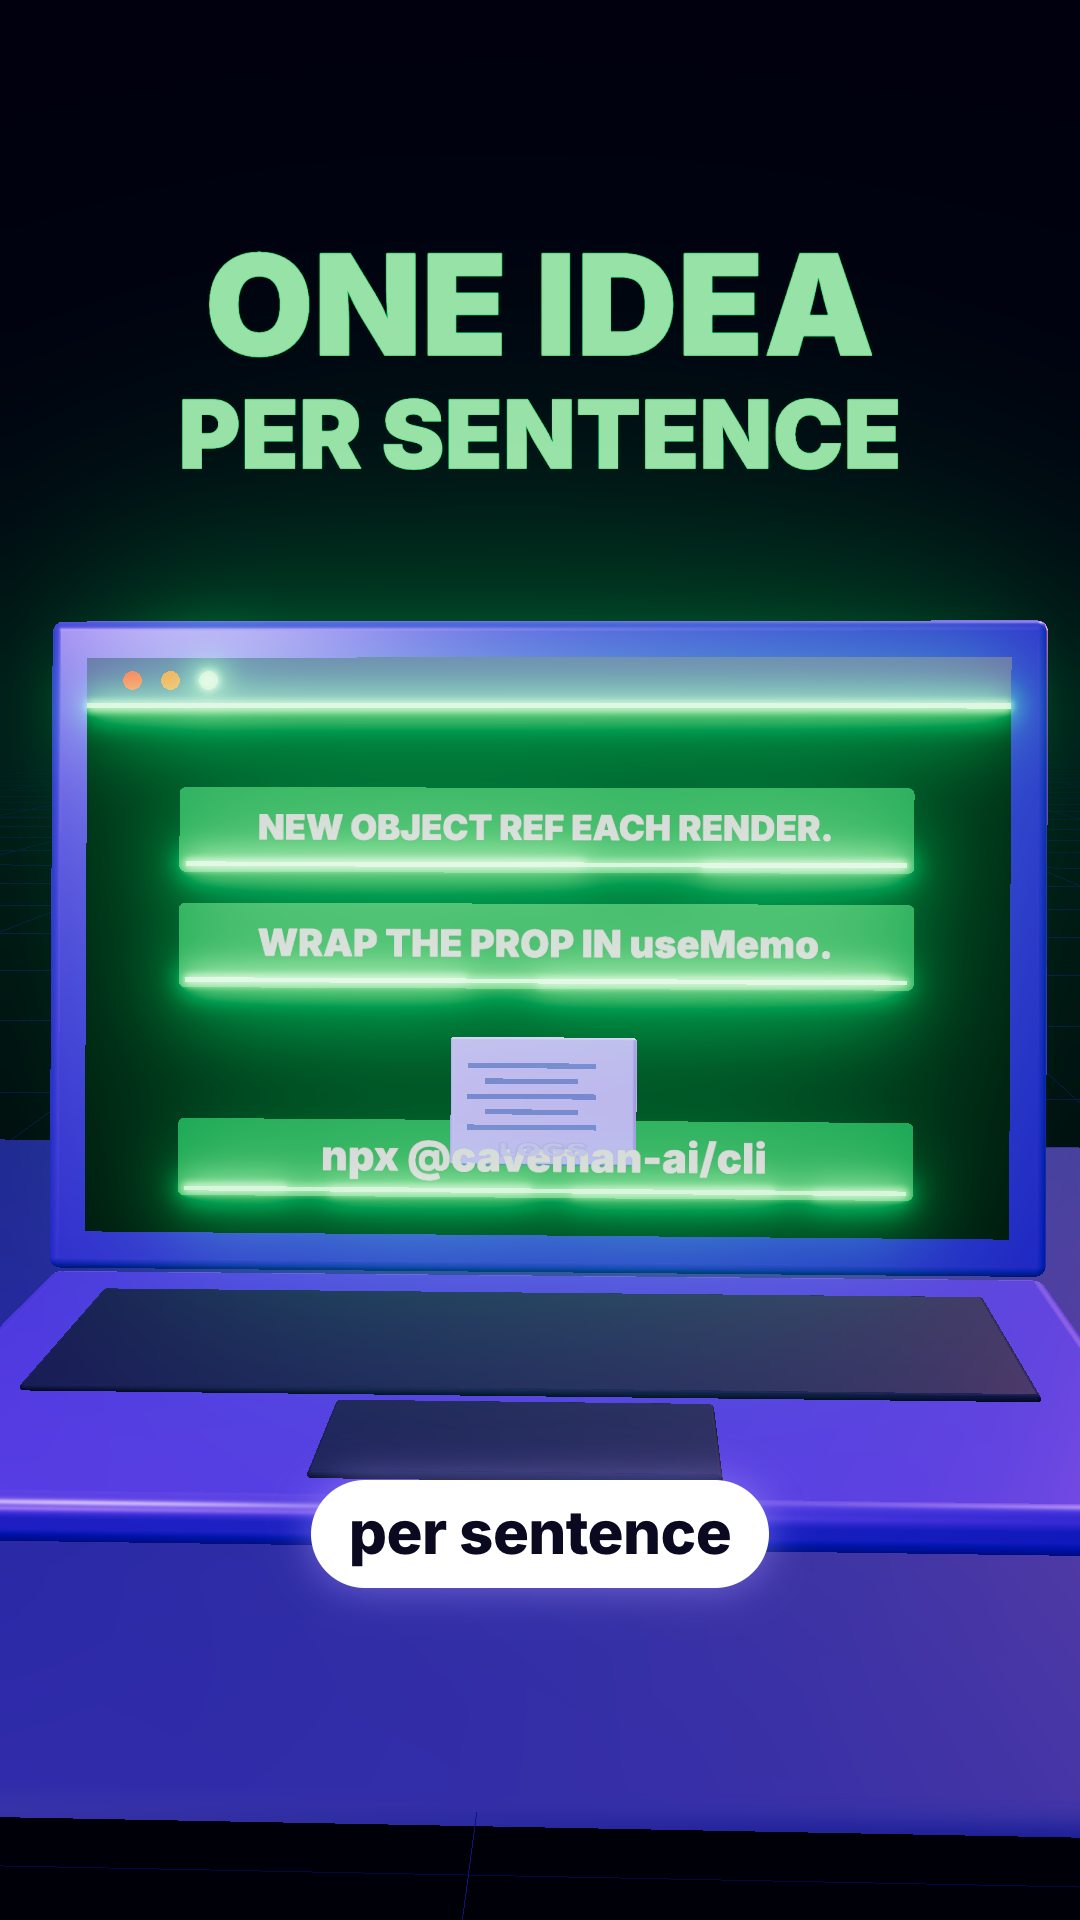 ONE IDEA
PER SENTENCE
NEW OBJECT REF EACH RENDER.
WRAP THE PROP IN useMemo.
LOGS
npx @caveman-ai/cli
per sentence